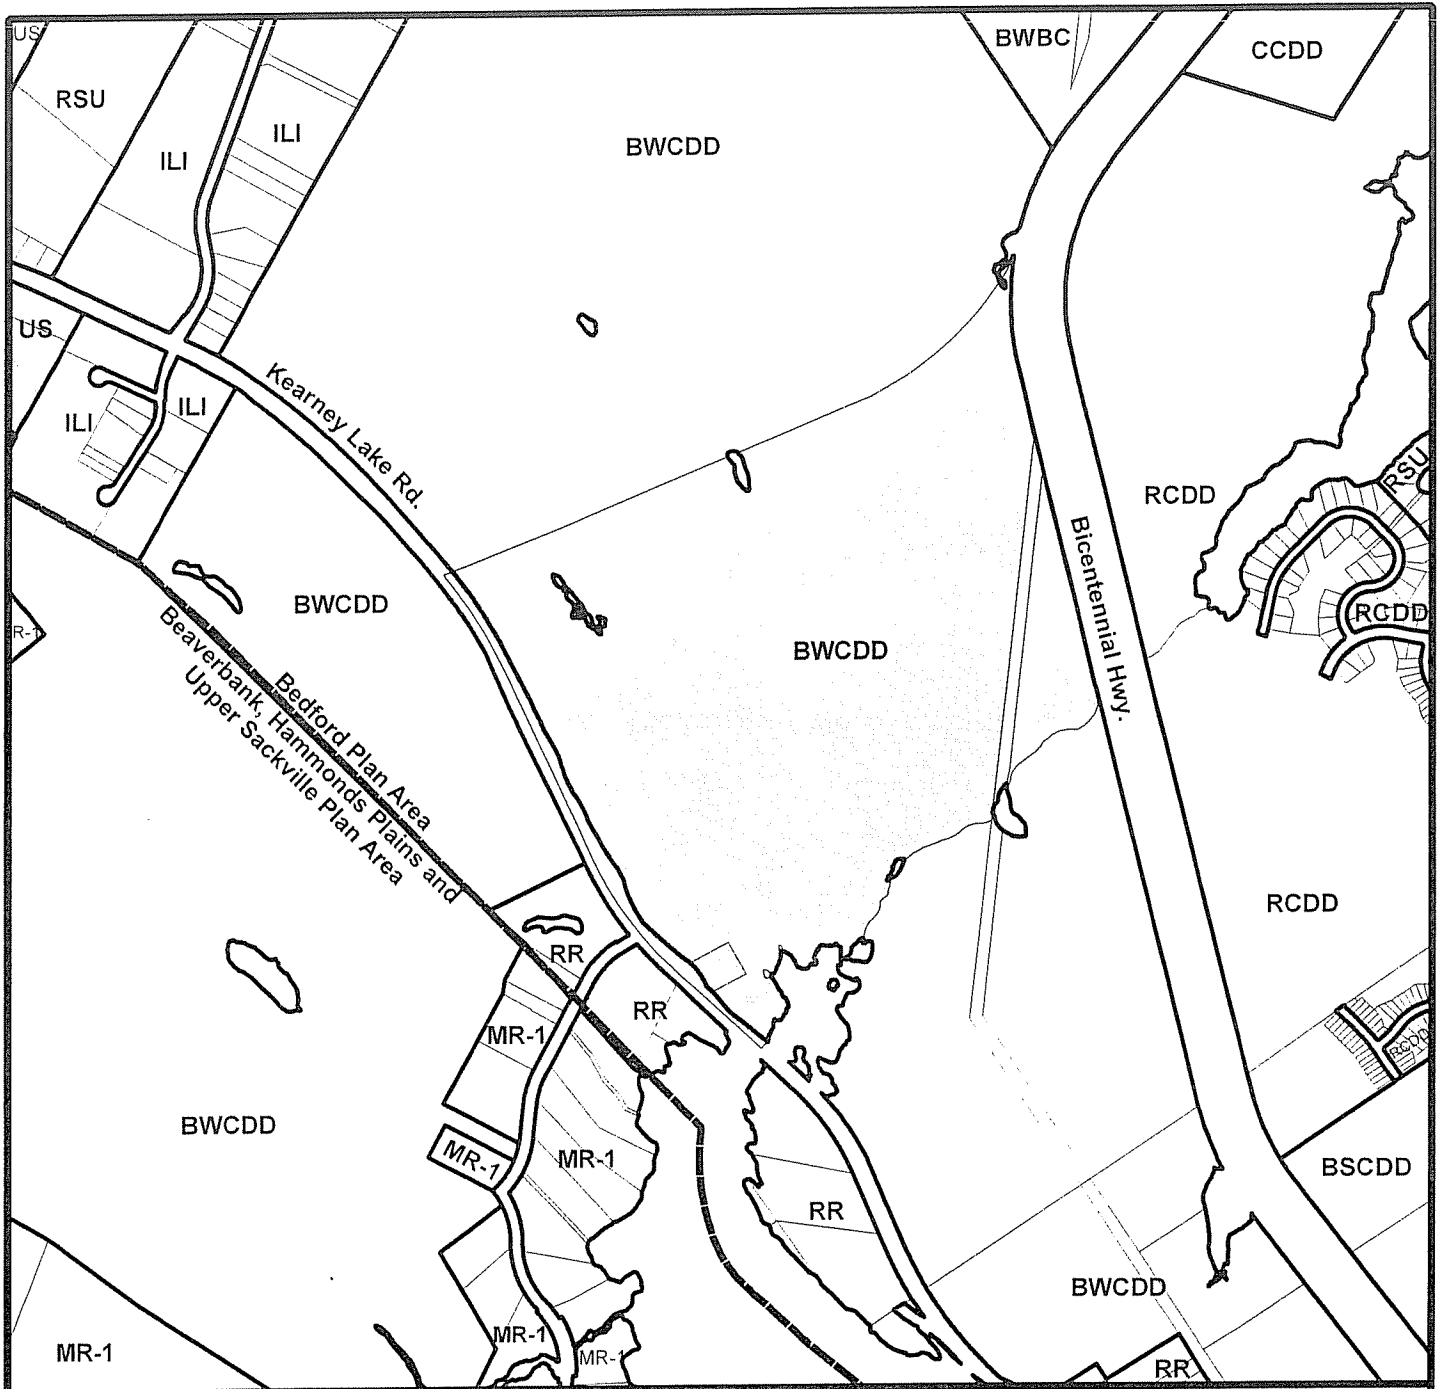 US
BWBC
CCDD
RSU
ILI
ILI
BWCDD
US
Kearney Lake Rd.
ILI
ILI
RSU
RCDD
Bicentennial Hwy.
BWCDD
RCDD
R-1
BWCDD
Bedford Plan Area
Beaverbank, Hammonds Plains and
Upper Sackville Plan Area
RCDD
RR
RR
MR-1
RCDD
BWCDD
MR-1
MR-1
BSCDD
RR
BWCDD
MR-1
MR-1
MR-1
RR